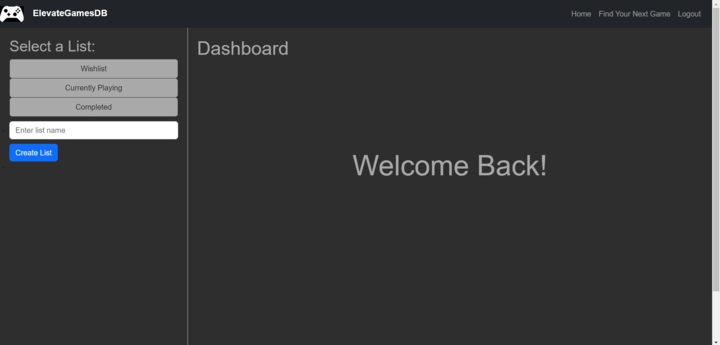 ElevateGamesDB
Home Find Your Next Game Logout
Select a List:
Wishlist
Currently Playing
Completed
Enter list name
Create List
Dashboard
Welcome Back!